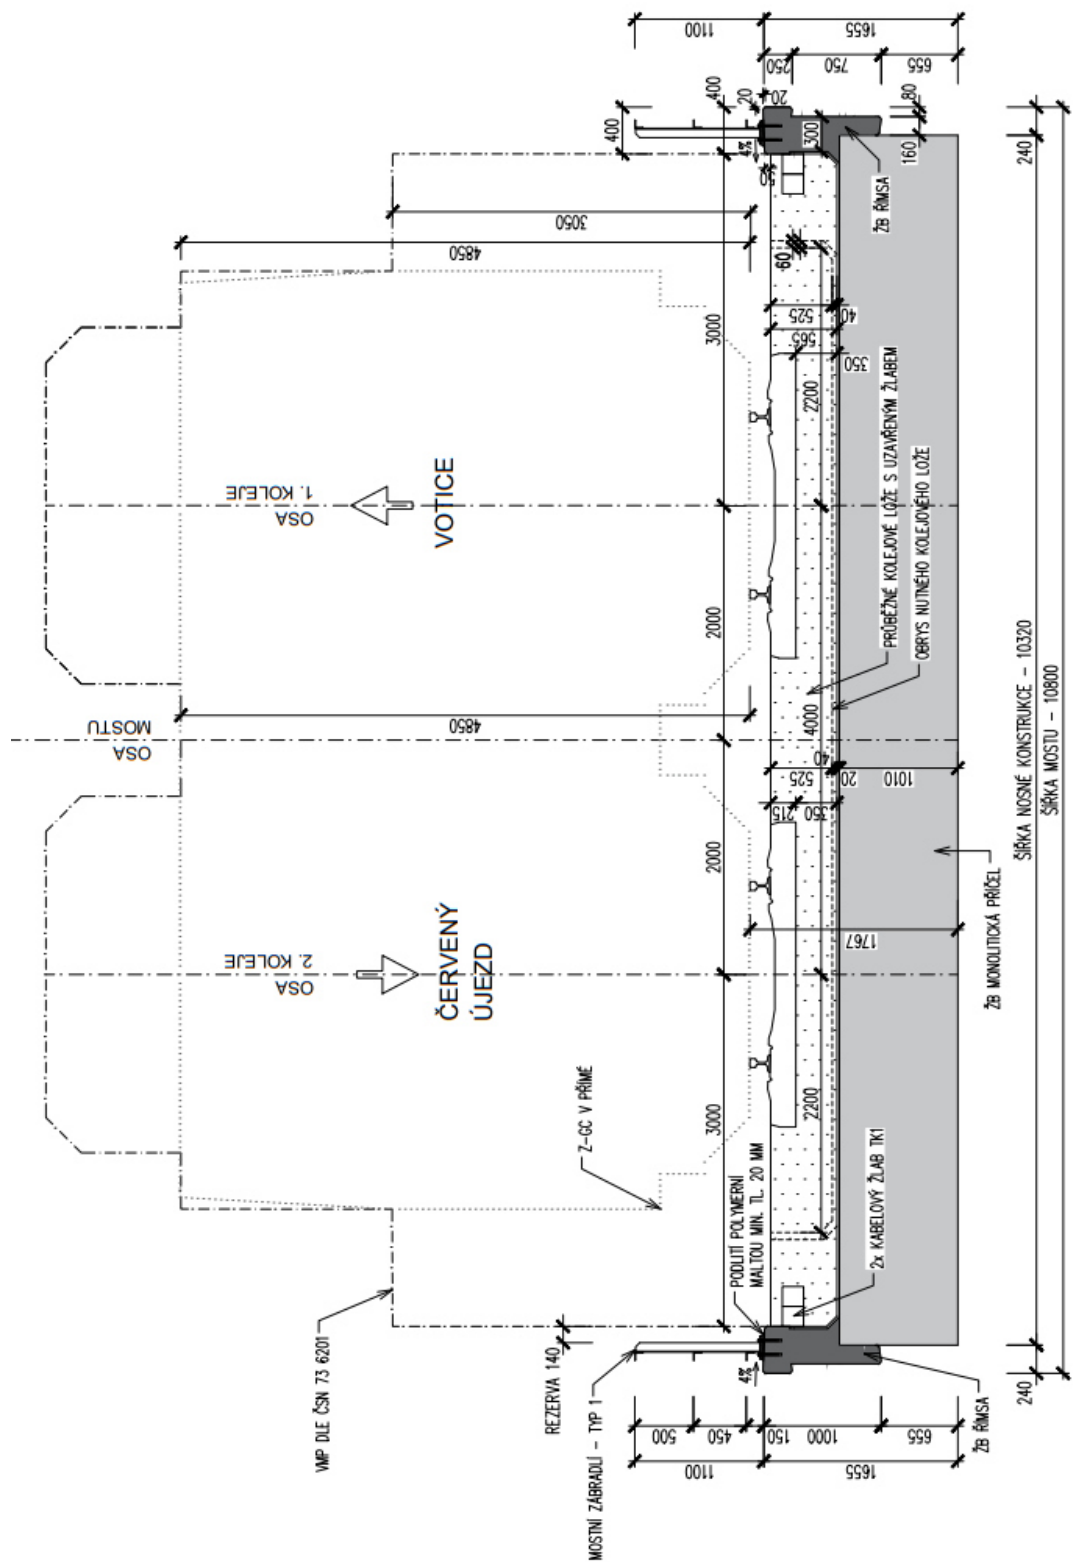 OSA
2. KOLEJE
OSA
MOSTU
OSA
1. KOLEJE
ČERVENÝ
ÚJEZD
VOTICE
VMP DLE ČSN 73 6201
Z-GC V PŘÍMÉ
REZERVA 140
MOSTNÍ ZÁBRADLÍ - TYP 1
PODLITÍ POLYMERNÍ
MALTOU MIN. TL. 20 MM
4850
4850
3050
400
400
1100
500
450
150
1000
655
1100
1655
4%
3000
2000
2000
3000
4%
20
20
50
300
60
2200
4000
2200
215
350
525
40
20
1010
1767
525
40
565
350
1100
250
750
655
1655
160
80
2x KABELOVÝ ŽLAB TK1
PRŮBĚŽNÉ KOLEJOVÉ LOŽE S UZAVŘENÝM ŽLABEM
OBRYS NUTNÉHO KOLEJOVÉHO LOŽE
ŽB ŘÍMSA
ŽB ŘÍMSA
ŽB MONOLITICKÁ PŘÍČEL
240
240
ŠÍŘKA NOSNÉ KONSTRUKCE - 10320
ŠÍŘKA MOSTU - 10800